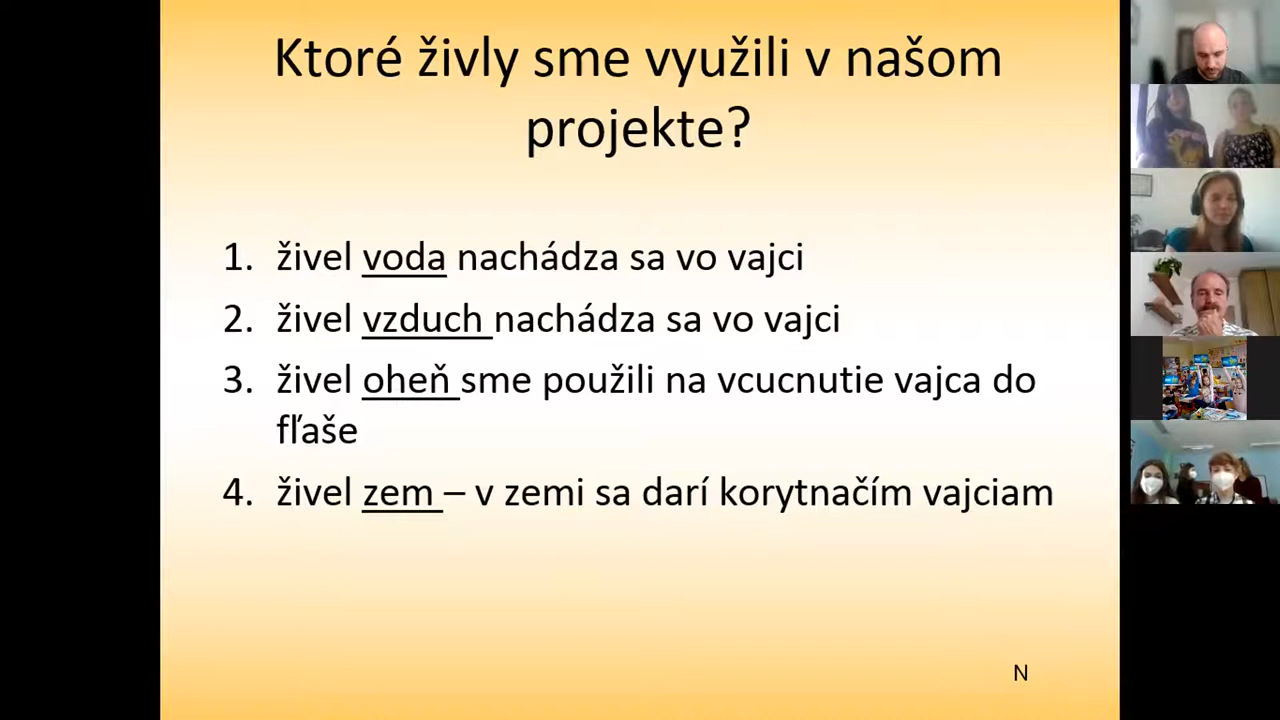 Ktoré živly sme využili v našom
projekte?
1. živel voda nachádza sa vo vajci
2. živel vzduch nachádza sa vo vajci
3. živel oheň sme použili na vcucnutie vajca do
fľaše
4. živel zem – v zemi sa darí korytnačím vajciam
N